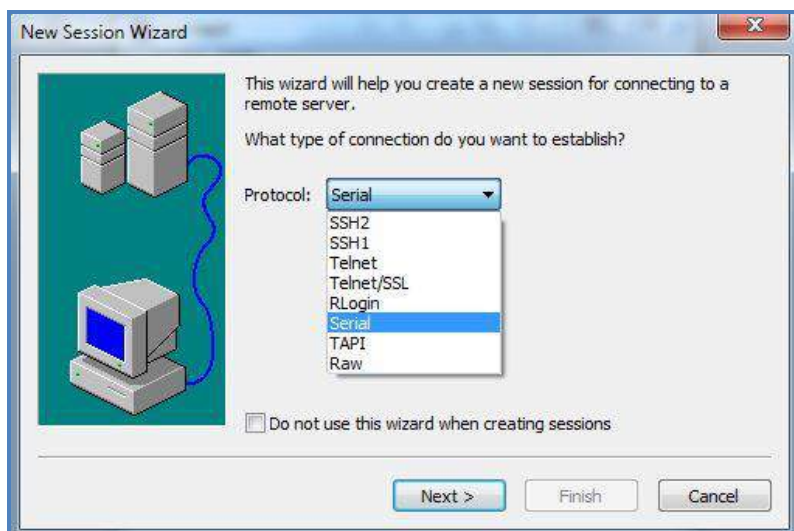 New Session Wizard
This wizard will help you create a new session for connecting to a
remote server.
What type of connection do you want to establish?
Protocol: Serial
SSH2
SSH1
Telnet
Telnet/SSL
RLogin
Serial
TAPI
Raw
Do not use this wizard when creating sessions
Next > Finish Cancel